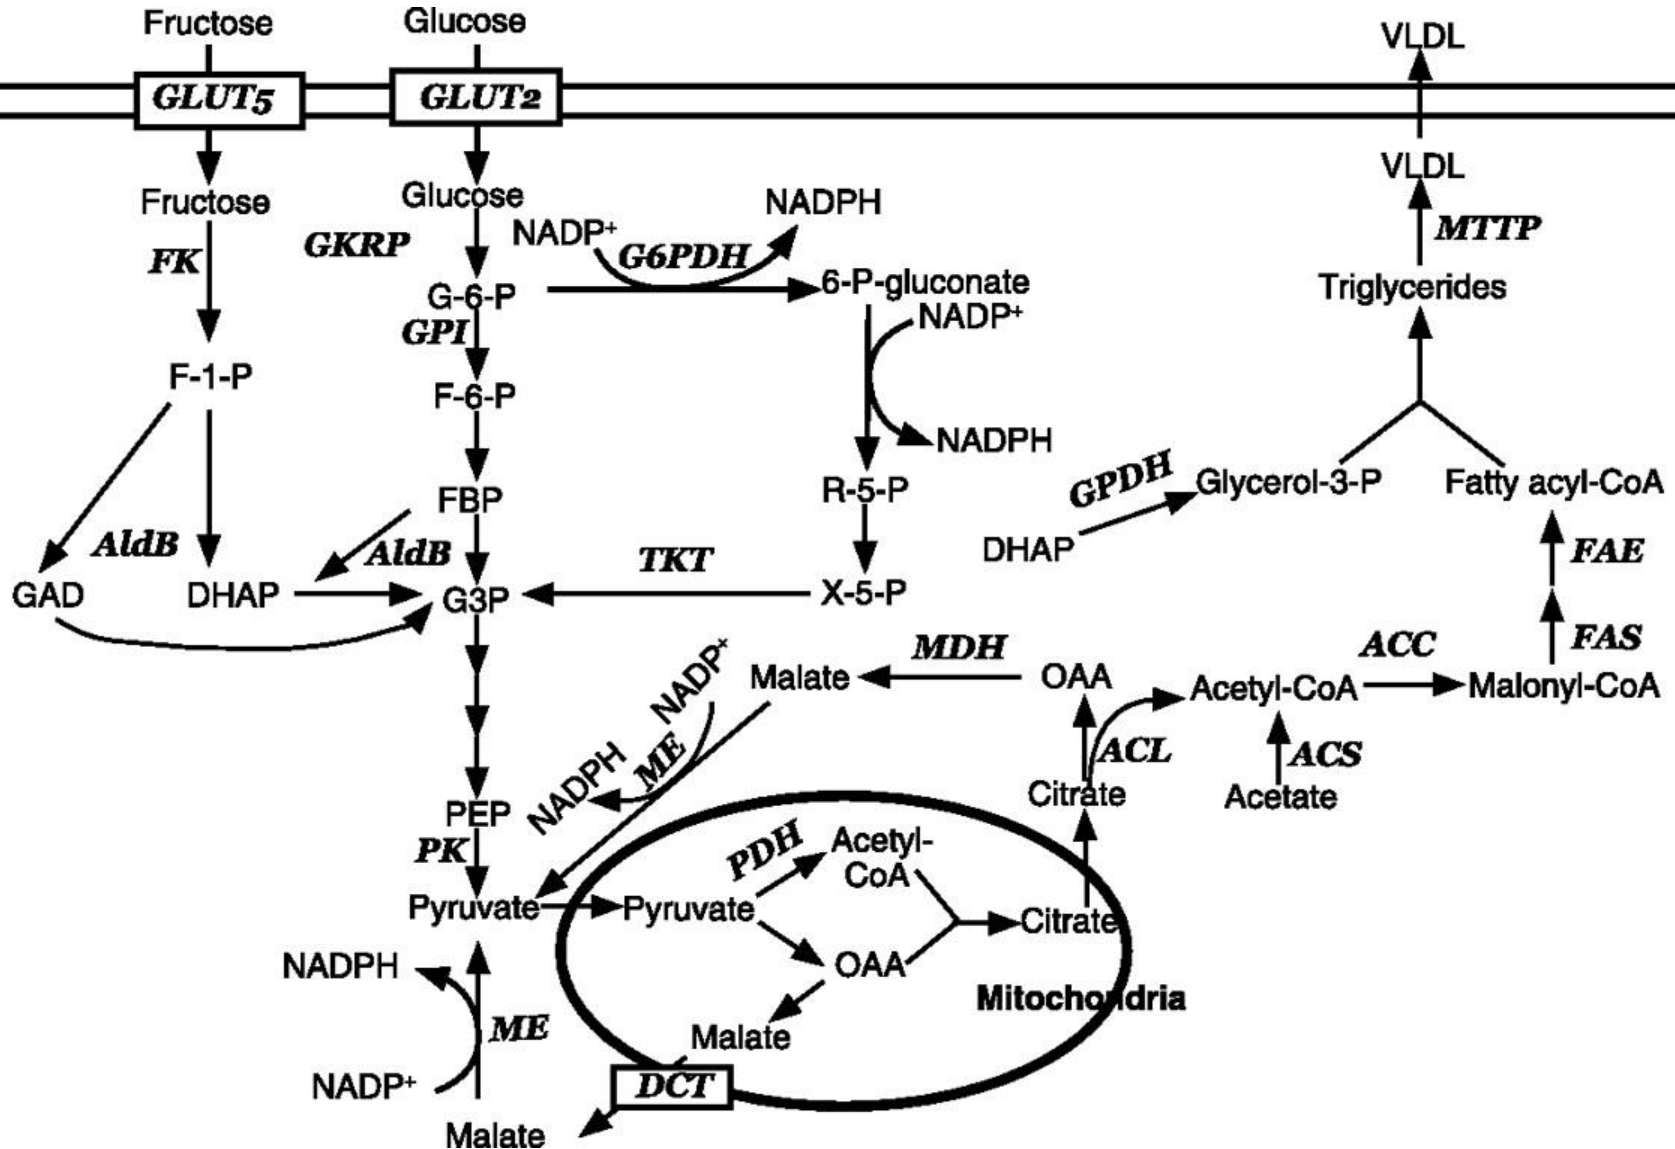 Fructose
Glucose
VLDL
GLUT5
GLUT2
VLDL
Fructose
Glucose
NADPH
MTTP
FK
GKRP
NADP+
G6PDH
G-6-P
6-P-gluconate
Triglycerides
GPI
NADP+
F-1-P
F-6-P
NADPH
FBP
R-5-P
GPDH
Glycerol-3-P
Fatty acyl-CoA
AldB
AldB
TKT
DHAP
FAE
GAD
DHAP
G3P
X-5-P
NADP+
Malate
MDH
OAA
ACC
FAS
Acetyl-CoA
Malonyl-CoA
NADPH
ME
ACL
ACS
Citrate
Acetate
PEP
PK
PDH
Acetyl-
CoA
Pyruvate
Pyruvate
Citrate
OAA
NADPH
Mitochondria
ME
Malate
NADP+
DCT
Malate